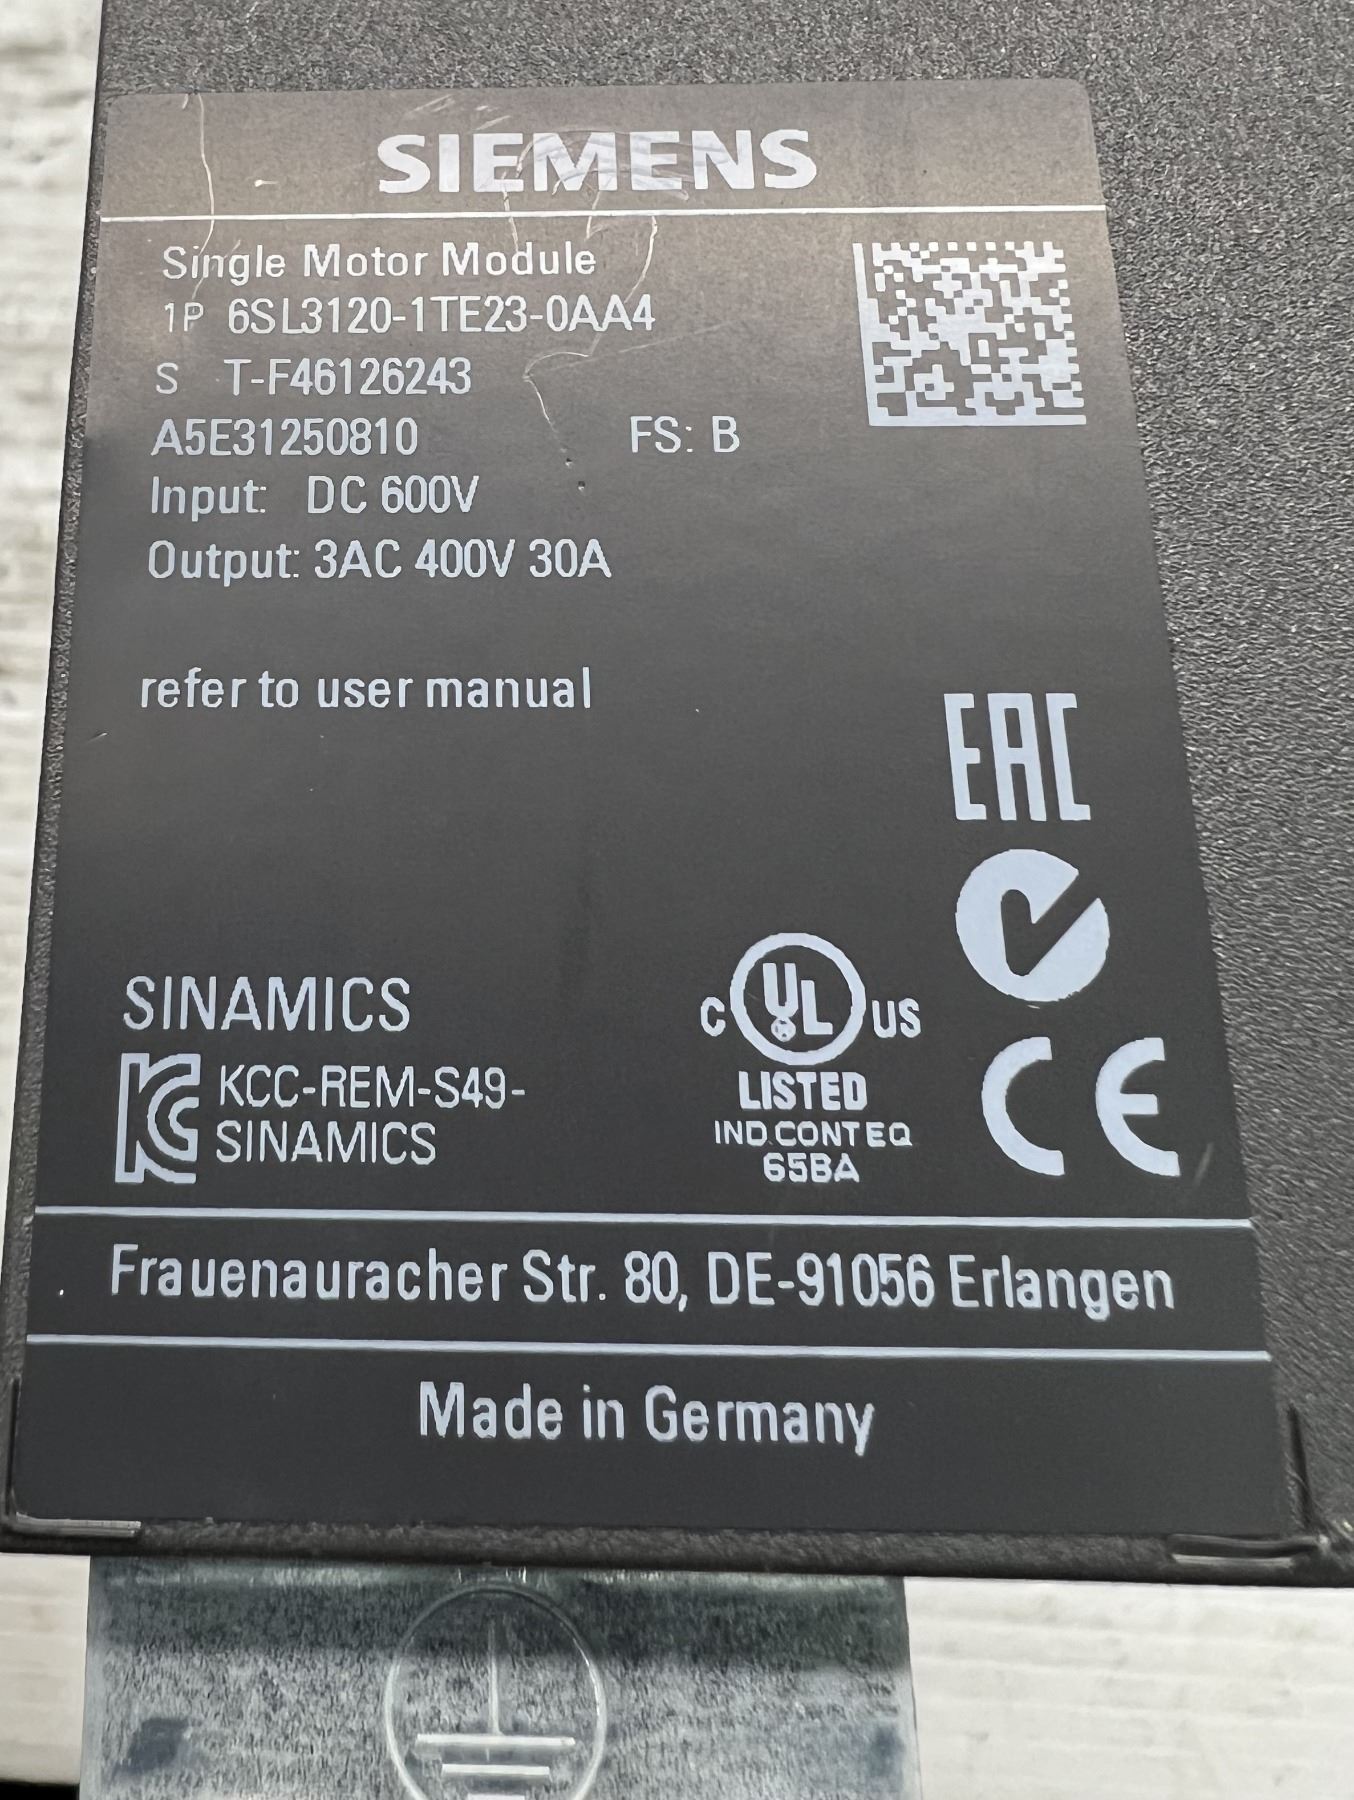 SIEMENS
Single Motor Module
1P 6SL3120-1TE23-0AA4
S T-F46126243
A5E31250810 FS: B
Input: DC 600V
Output: 3AC 400V 30A
refer to user manual
EAC
SINAMICS
KCC-REM-S49-
SINAMICS
C UL US
LISTED
IND.CONT.EQ
65BA
CE
Frauenauracher Str. 80, DE-91056 Erlangen
Made in Germany